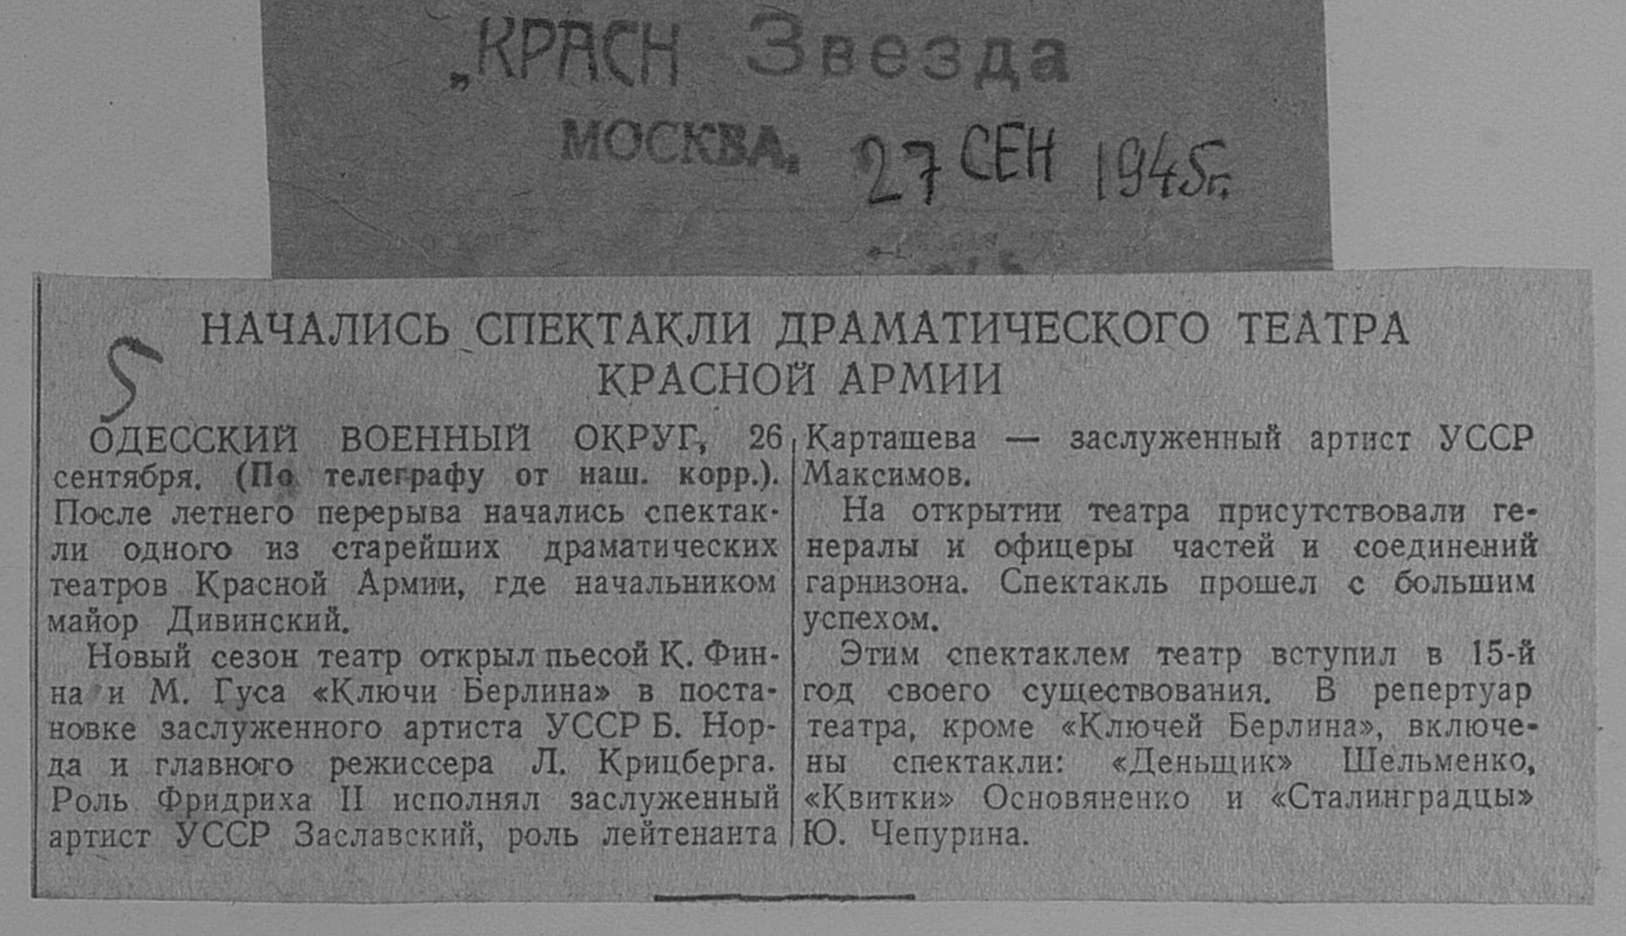 „КРАСН Звезда
МОСКВА.
27 СЕН 1945г.
5
НАЧАЛИСЬ СПЕКТАКЛИ ДРАМАТИЧЕСКОГО ТЕАТРА
КРАСНОЙ АРМИИ
ОДЕССКИЙ ВОЕННЫЙ ОКРУГ, 26
сентября. (По телеграфу от наш. корр.).
После летнего перерыва начались спектак-
ли одного из старейших драматических
театров Красной Армии, где начальником
майор Дивинский.
Новый сезон театр открыл пьесой К. Фин-
на и М. Гуса «Ключи Берлина» в поста-
новке заслуженного артиста УССР Б. Нор-
да и главного режиссера Л. Крицберга.
Роль Фридриха II исполнял заслуженный
артист УССР Заславский, роль лейтенанта
Карташева — заслуженный артист УССР
Максимов.
На открытии театра присутствовали ге-
нералы и офицеры частей и соединений
гарнизона. Спектакль прошел с большим
успехом.
Этим спектаклем театр вступил в 15-й
год своего существования. В репертуар
театра, кроме «Ключей Берлина», включе-
ны спектакли: «Деньщик» Шельменко,
«Квитки» Основяненко и «Сталинградцы»
Ю. Чепурина.